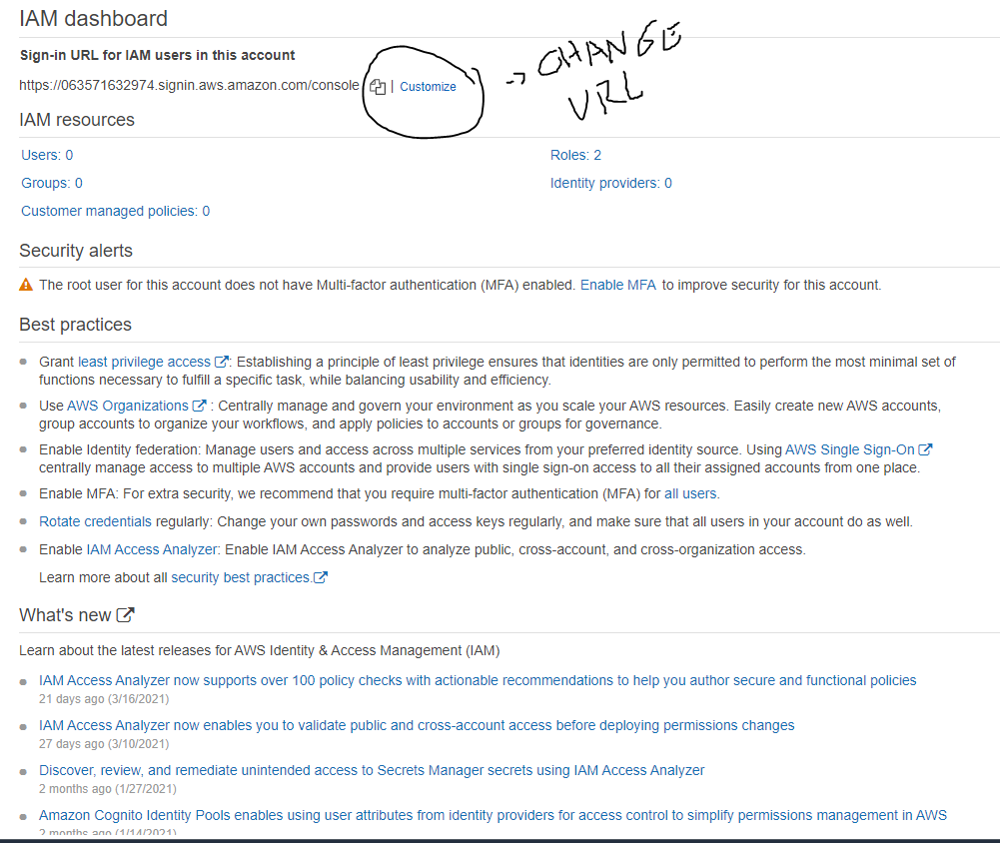 IAM dashboard
Sign-in URL for IAM users in this account
https://063571632974.signin.aws.amazon.com/console | Customize
-> CHANGE
URL
IAM resources
Users: 0
Roles: 2
Groups: 0
Identity providers: 0
Customer managed policies: 0
Security alerts
The root user for this account does not have Multi-factor authentication (MFA) enabled. Enable MFA to improve security for this account.
Best practices
Grant least privilege access : Establishing a principle of least privilege ensures that identities are only permitted to perform the most minimal set of
functions necessary to fulfill a specific task, while balancing usability and efficiency.
Use AWS Organizations : Centrally manage and govern your environment as you scale your AWS resources. Easily create new AWS accounts,
group accounts to organize your workflows, and apply policies to accounts or groups for governance.
Enable Identity federation: Manage users and access across multiple services from your preferred identity source. Using AWS Single Sign-On
centrally manage access to multiple AWS accounts and provide users with single sign-on access to all their assigned accounts from one place.
Enable MFA: For extra security, we recommend that you require multi-factor authentication (MFA) for all users.
Rotate credentials regularly: Change your own passwords and access keys regularly, and make sure that all users in your account do as well.
Enable IAM Access Analyzer: Enable IAM Access Analyzer to analyze public, cross-account, and cross-organization access.
Learn more about all security best practices.
What's new
Learn about the latest releases for AWS Identity & Access Management (IAM)
IAM Access Analyzer now supports over 100 policy checks with actionable recommendations to help you author secure and functional policies
21 days ago (3/16/2021)
IAM Access Analyzer now enables you to validate public and cross-account access before deploying permissions changes
27 days ago (3/10/2021)
Discover, review, and remediate unintended access to Secrets Manager secrets using IAM Access Analyzer
2 months ago (1/27/2021)
Amazon Cognito Identity Pools enables using user attributes from identity providers for access control to simplify permissions management in AWS
2 months ago (1/14/2021)